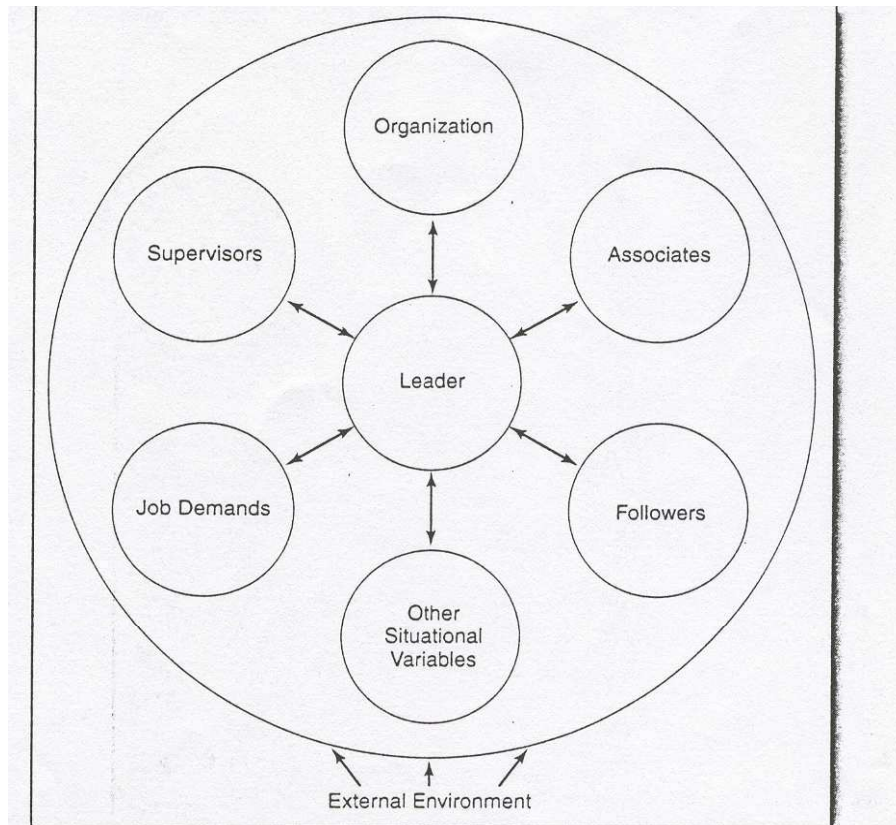 Organization
Supervisors
Associates
Leader
Job Demands
Followers
Other
Situational
Variables
External Environment